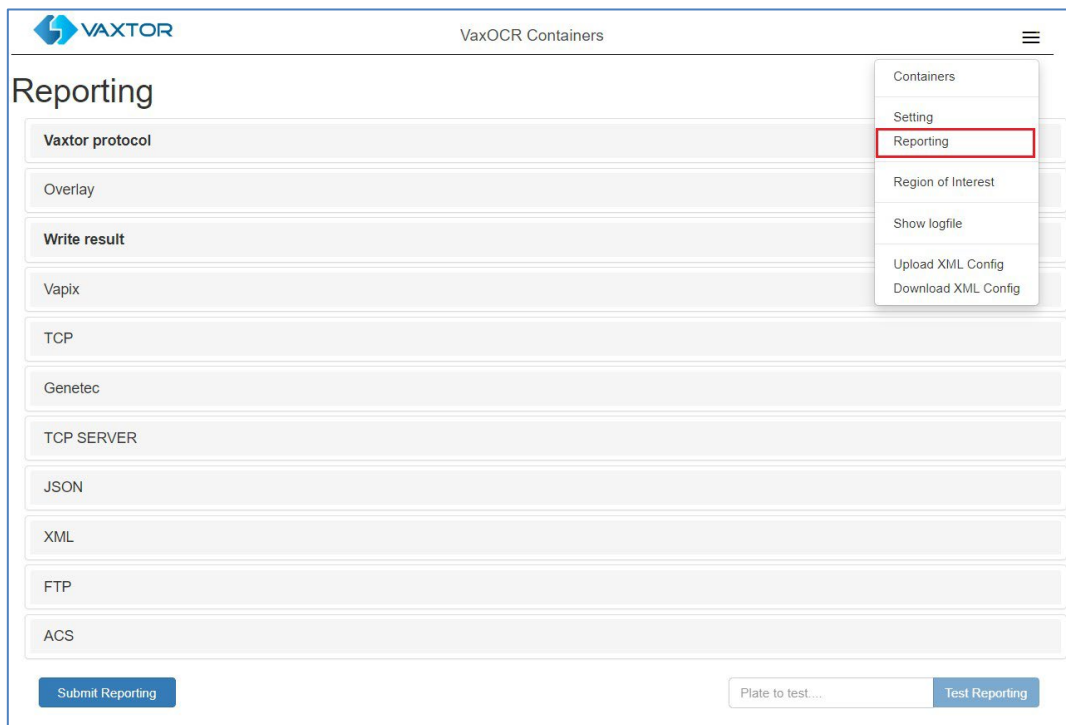 VAXTOR
VaxOCR Containers
Reporting
Containers
Setting
Reporting
Region of Interest
Show logfile
Upload XML Config
Download XML Config
Vaxtor protocol
Overlay
Write result
Vapix
TCP
Genetec
TCP SERVER
JSON
XML
FTP
ACS
Submit Reporting
Plate to test....
Test Reporting